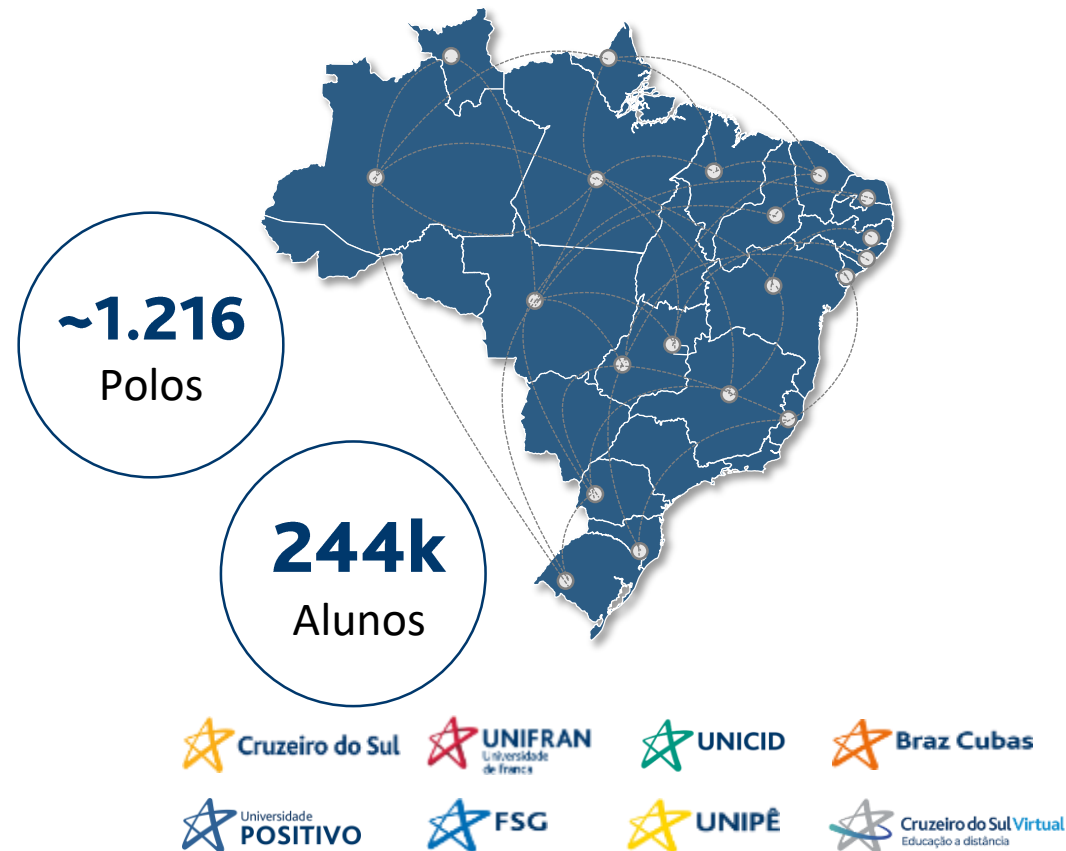 ~1.216
Polos
244k
Alunos
Cruzeiro do Sul
UNIFRAN
Universidade
de Franca
UNICID
Braz Cubas
Universidade
POSITIVO
FSG
UNIPÊ
Cruzeiro do Sul Virtual
Educação a distância